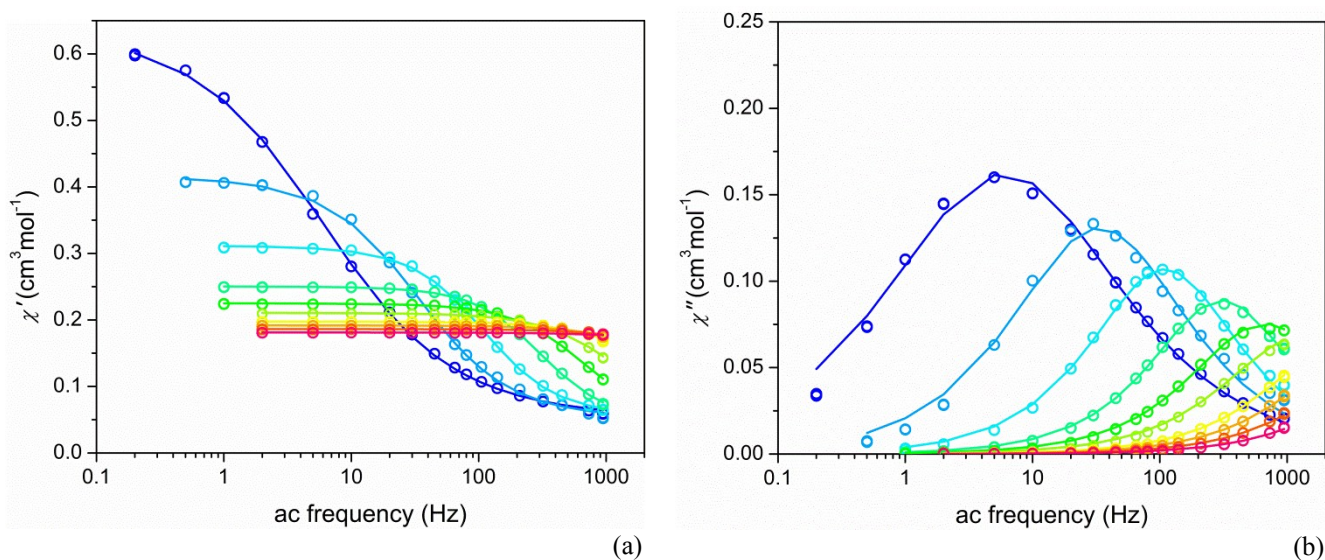 0.6
0.5
0.4
0.3
0.2
0.1
0.0
χ′ (cm³mol⁻¹)
0.1 1 10 100 1000
ac frequency (Hz)
(a)
0.25
0.20
0.15
0.10
0.05
0.00
χ″ (cm³mol⁻¹)
0.1 1 10 100 1000
ac frequency (Hz)
(b)